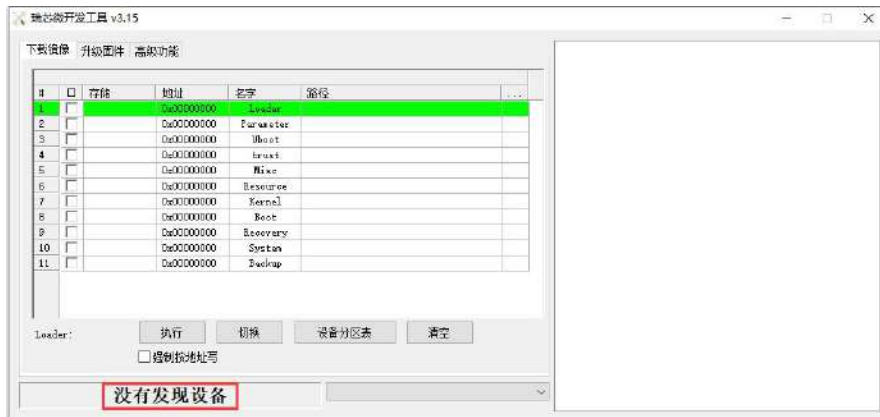 瑞芯微开发工具 v3.15
下载镜像 升级固件 高级功能
# 口 存储 地址 名字 路径 ...
1 0x00000000 Loader
2 0x00000000 Parameter
3 0x00000000 Uboot
4 0x00000000 trust
5 0x00000000 Misc
6 0x00000000 Resource
7 0x00000000 Kernel
8 0x00000000 Boot
9 0x00000000 Recovery
10 0x00000000 System
11 0x00000000 Backup
Loader: 执行 切换 设备分区表 清空
强制按地址写
没有发现设备